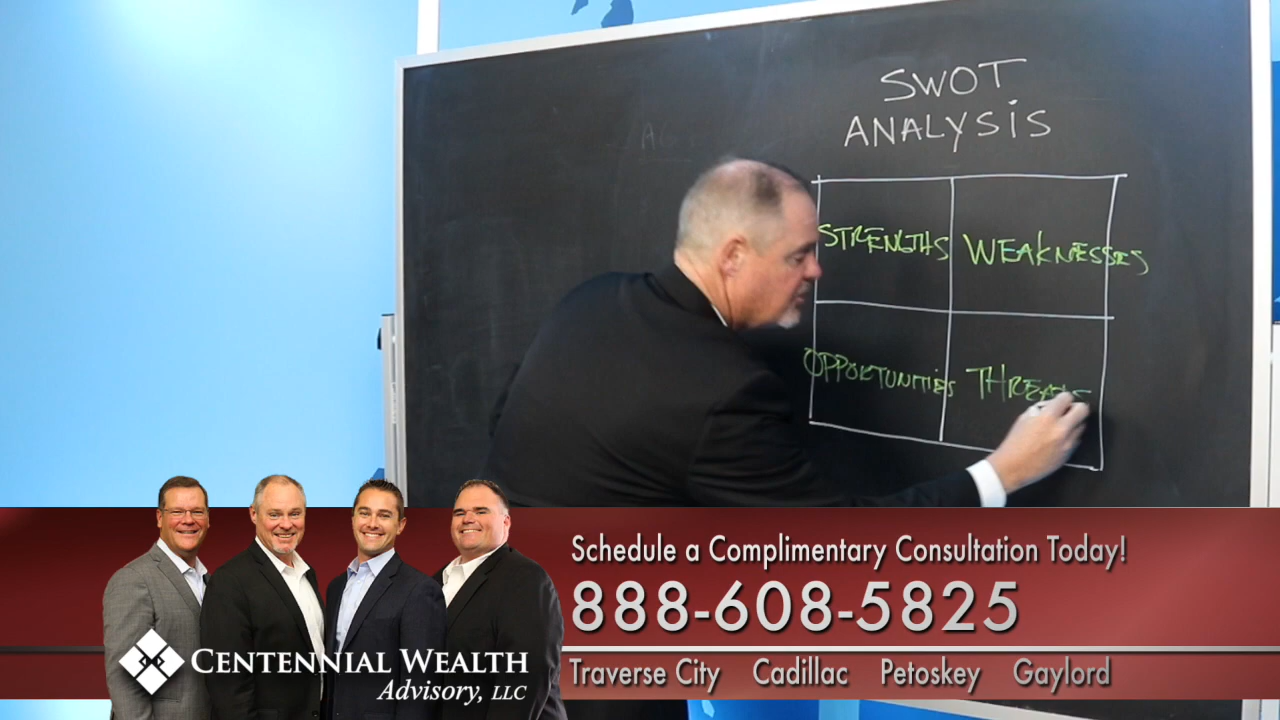 SWOT
ANALYSIS
STRENGTHS WEAKNESSES
OPPORTUNITIES THREATS
Schedule a Complimentary Consultation Today!
888-608-5825
CENTENNIAL WEALTH
Advisory, LLC
Traverse City Cadillac Petoskey Gaylord